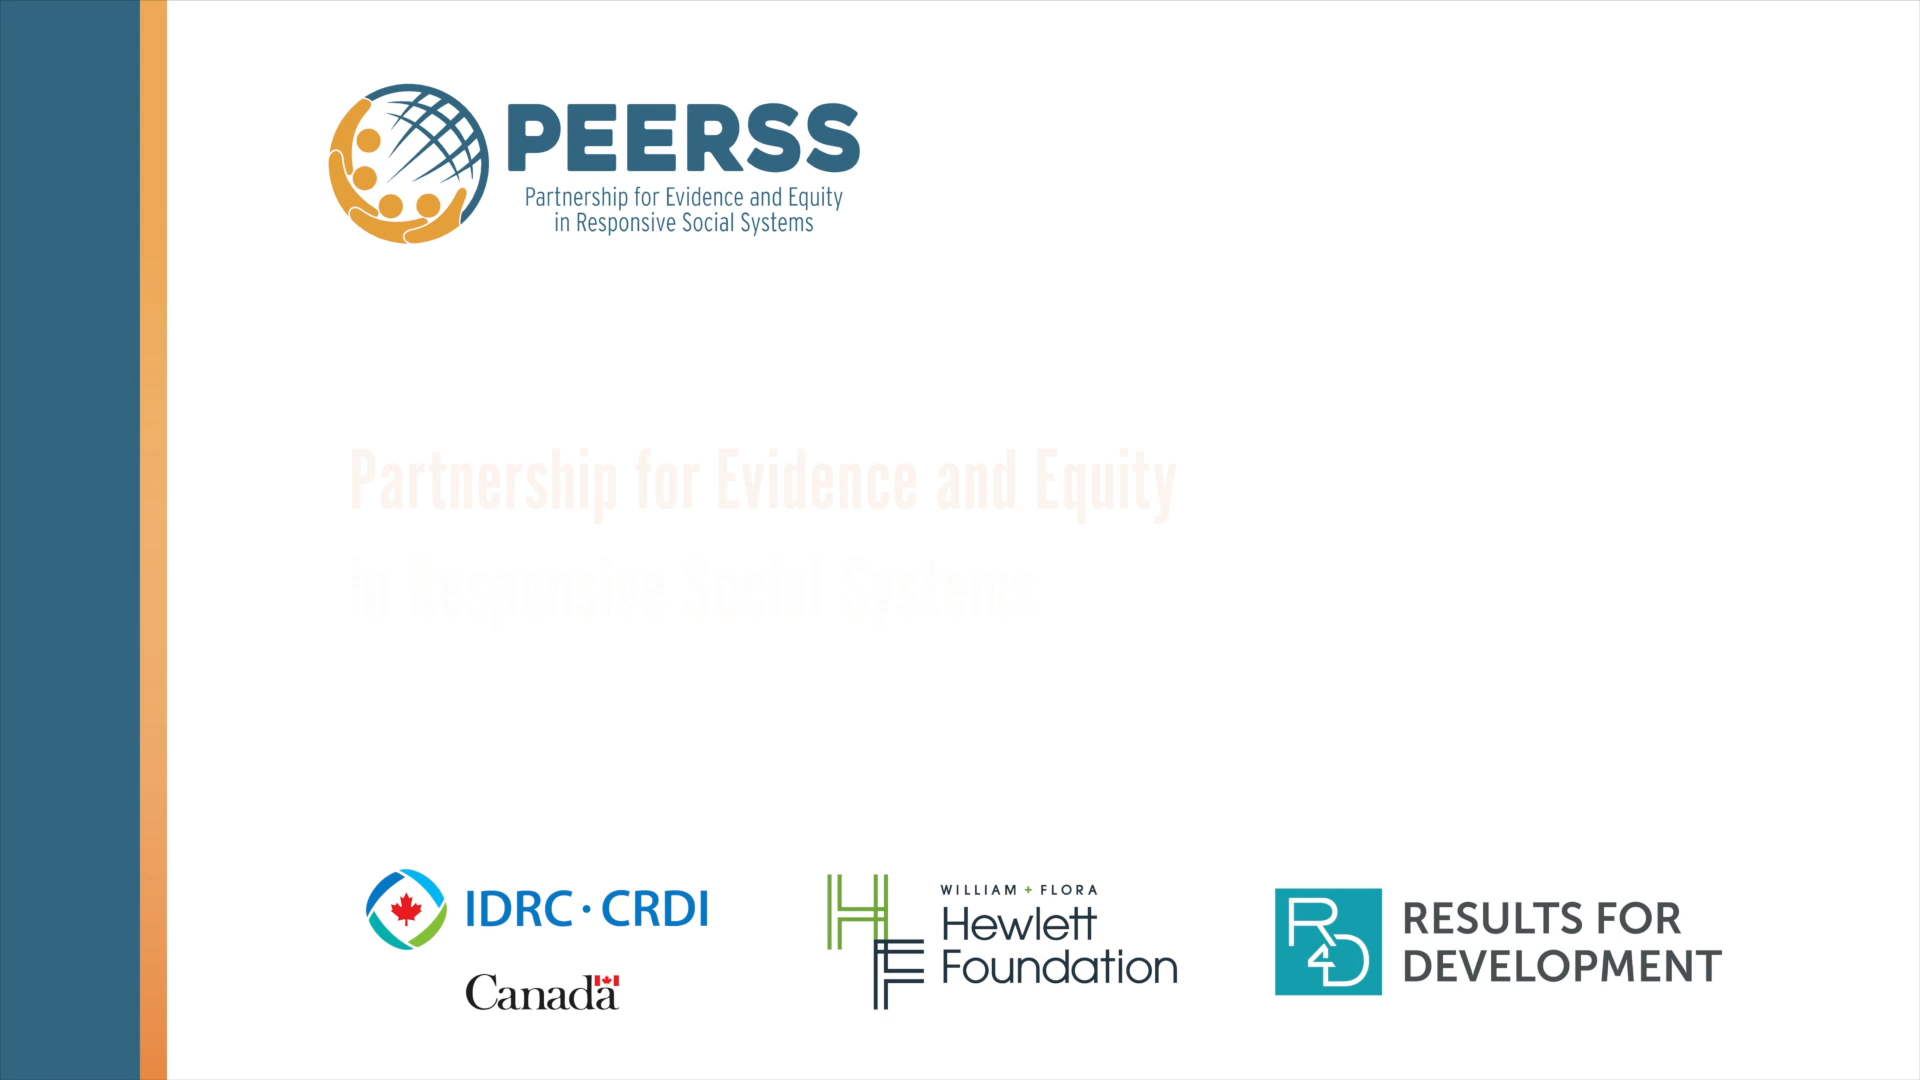 PEERSS
Partnership for Evidence and Equity
in Responsive Social Systems
Partnership for Evidence and Equity
in Responsive Social Systems
IDRC · CRDI
Canada
WILLIAM + FLORA
Hewlett
Foundation
R4D
RESULTS FOR
DEVELOPMENT